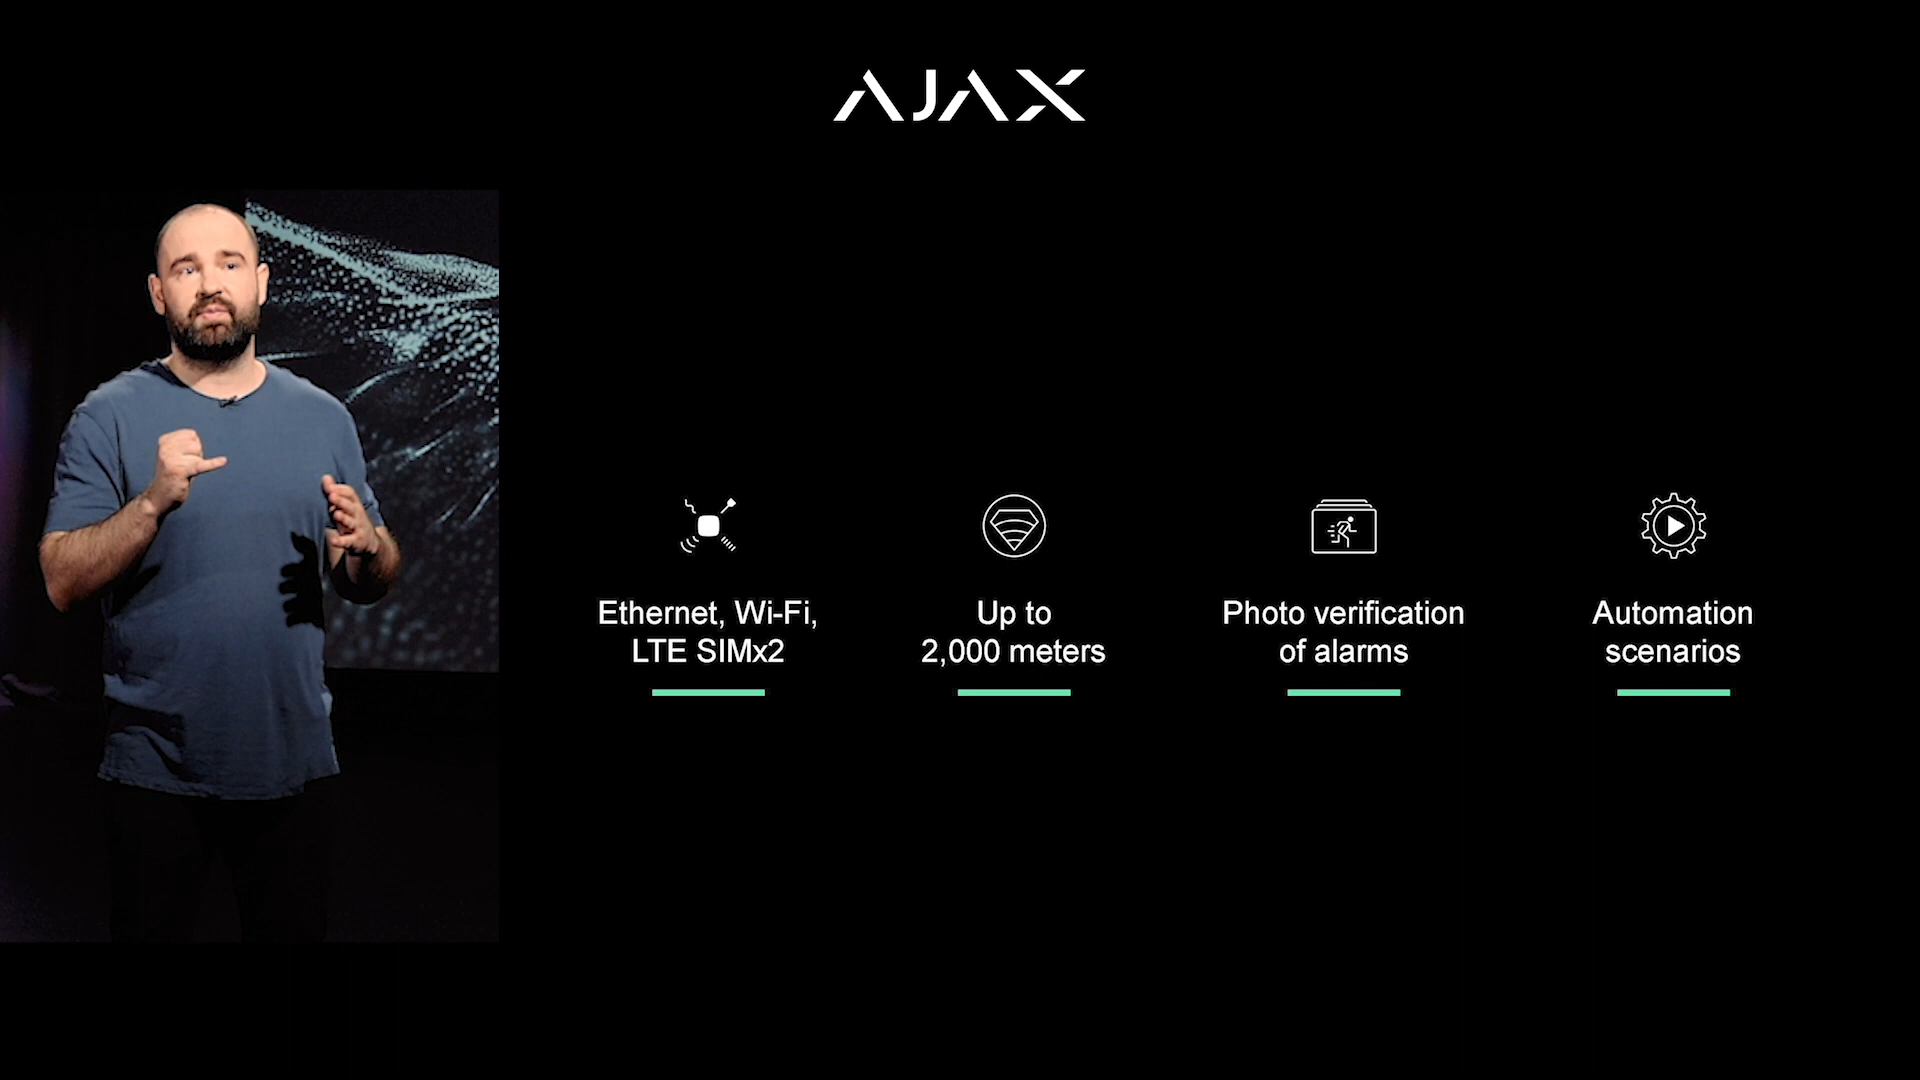 AJAX
Ethernet, Wi-Fi,
LTE SIMx2
Up to
2,000 meters
Photo verification
of alarms
Automation
scenarios